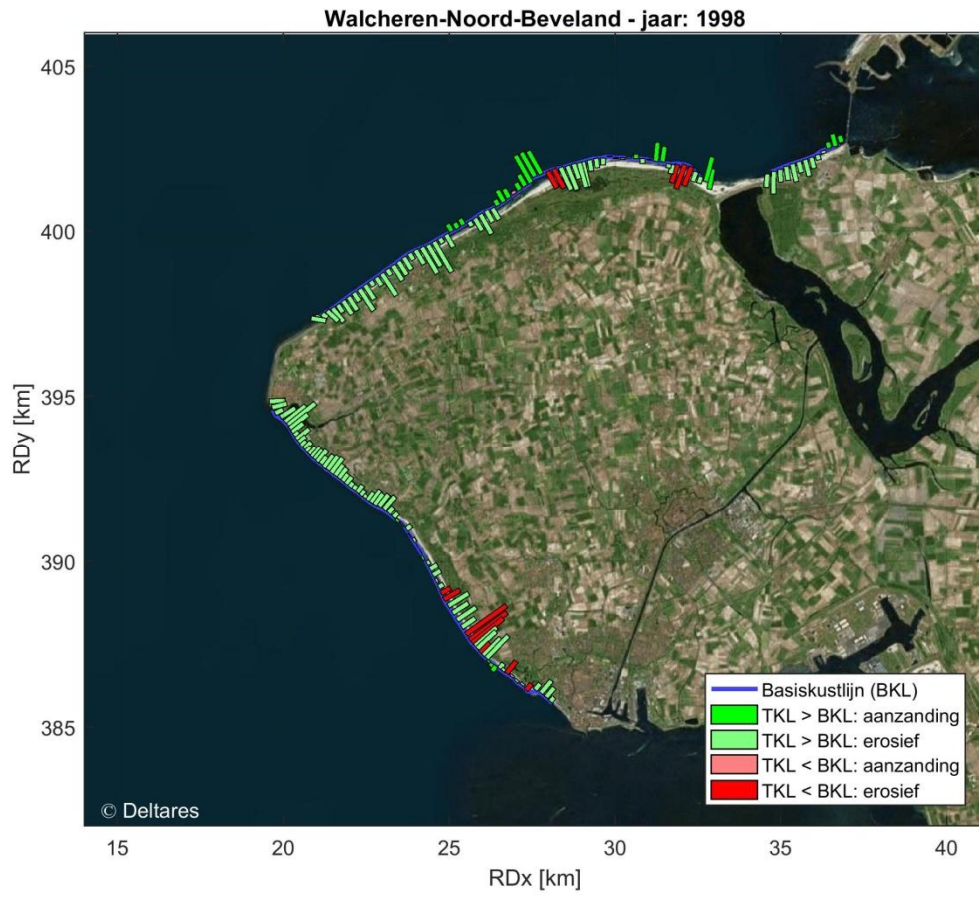 Walcheren-Noord-Beveland - jaar: 1998
405
400
395
390
385
RDy [km]
Basiskustlijn (BKL)
TKL > BKL: aanzanding
TKL > BKL: erosief
TKL < BKL: aanzanding
TKL < BKL: erosief
© Deltares
15 20 25 30 35 40
RDx [km]